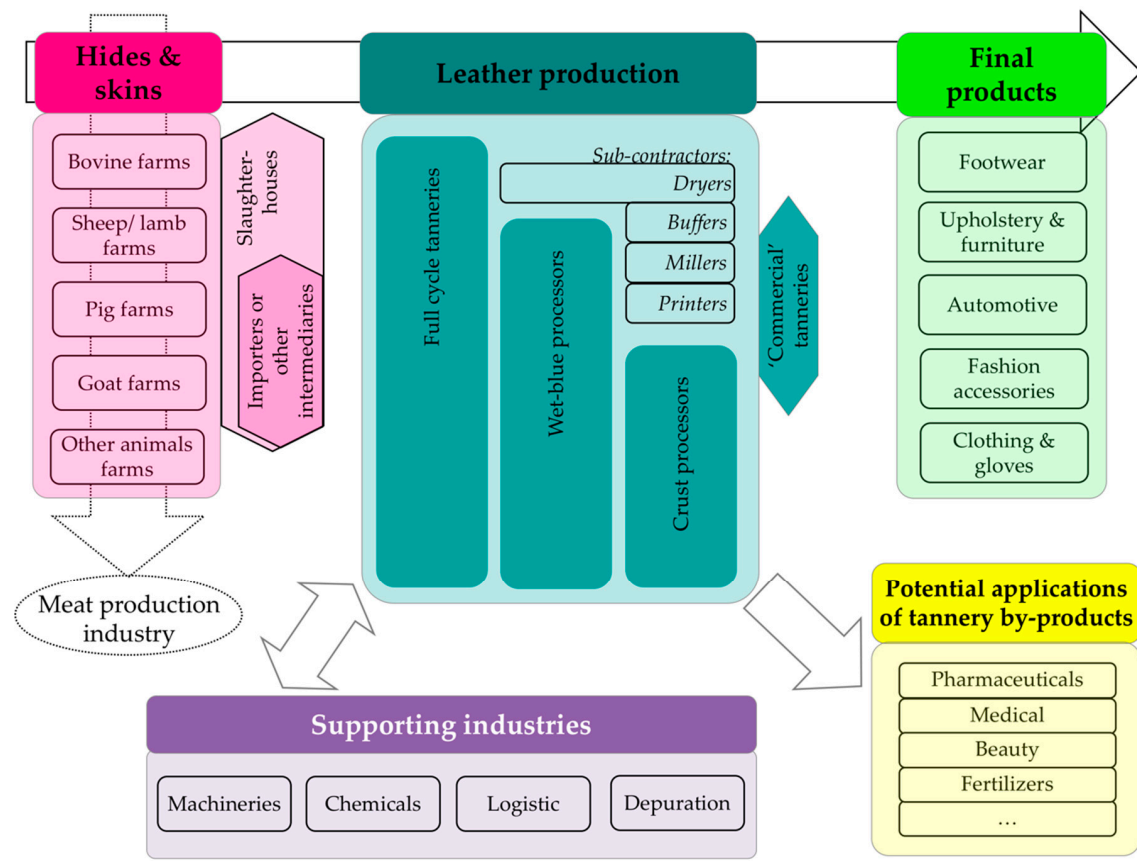 Hides &
skins
Bovine farms
Sheep/ lamb
farms
Pig farms
Goat farms
Other animals
farms
Slaughter-
houses
Importers or
other
intermediaries
Meat production
industry
Leather production
Full cycle tanneries
Wet-blue processors
Crust processors
Sub-contractors:
Dryers
Buffers
Millers
Printers
'Commercial'
tanneries
Final
products
Footwear
Upholstery &
furniture
Automotive
Fashion
accessories
Clothing &
gloves
Potential applications
of tannery by-products
Pharmaceuticals
Medical
Beauty
Fertilizers
…
Supporting industries
Machineries
Chemicals
Logistic
Depuration